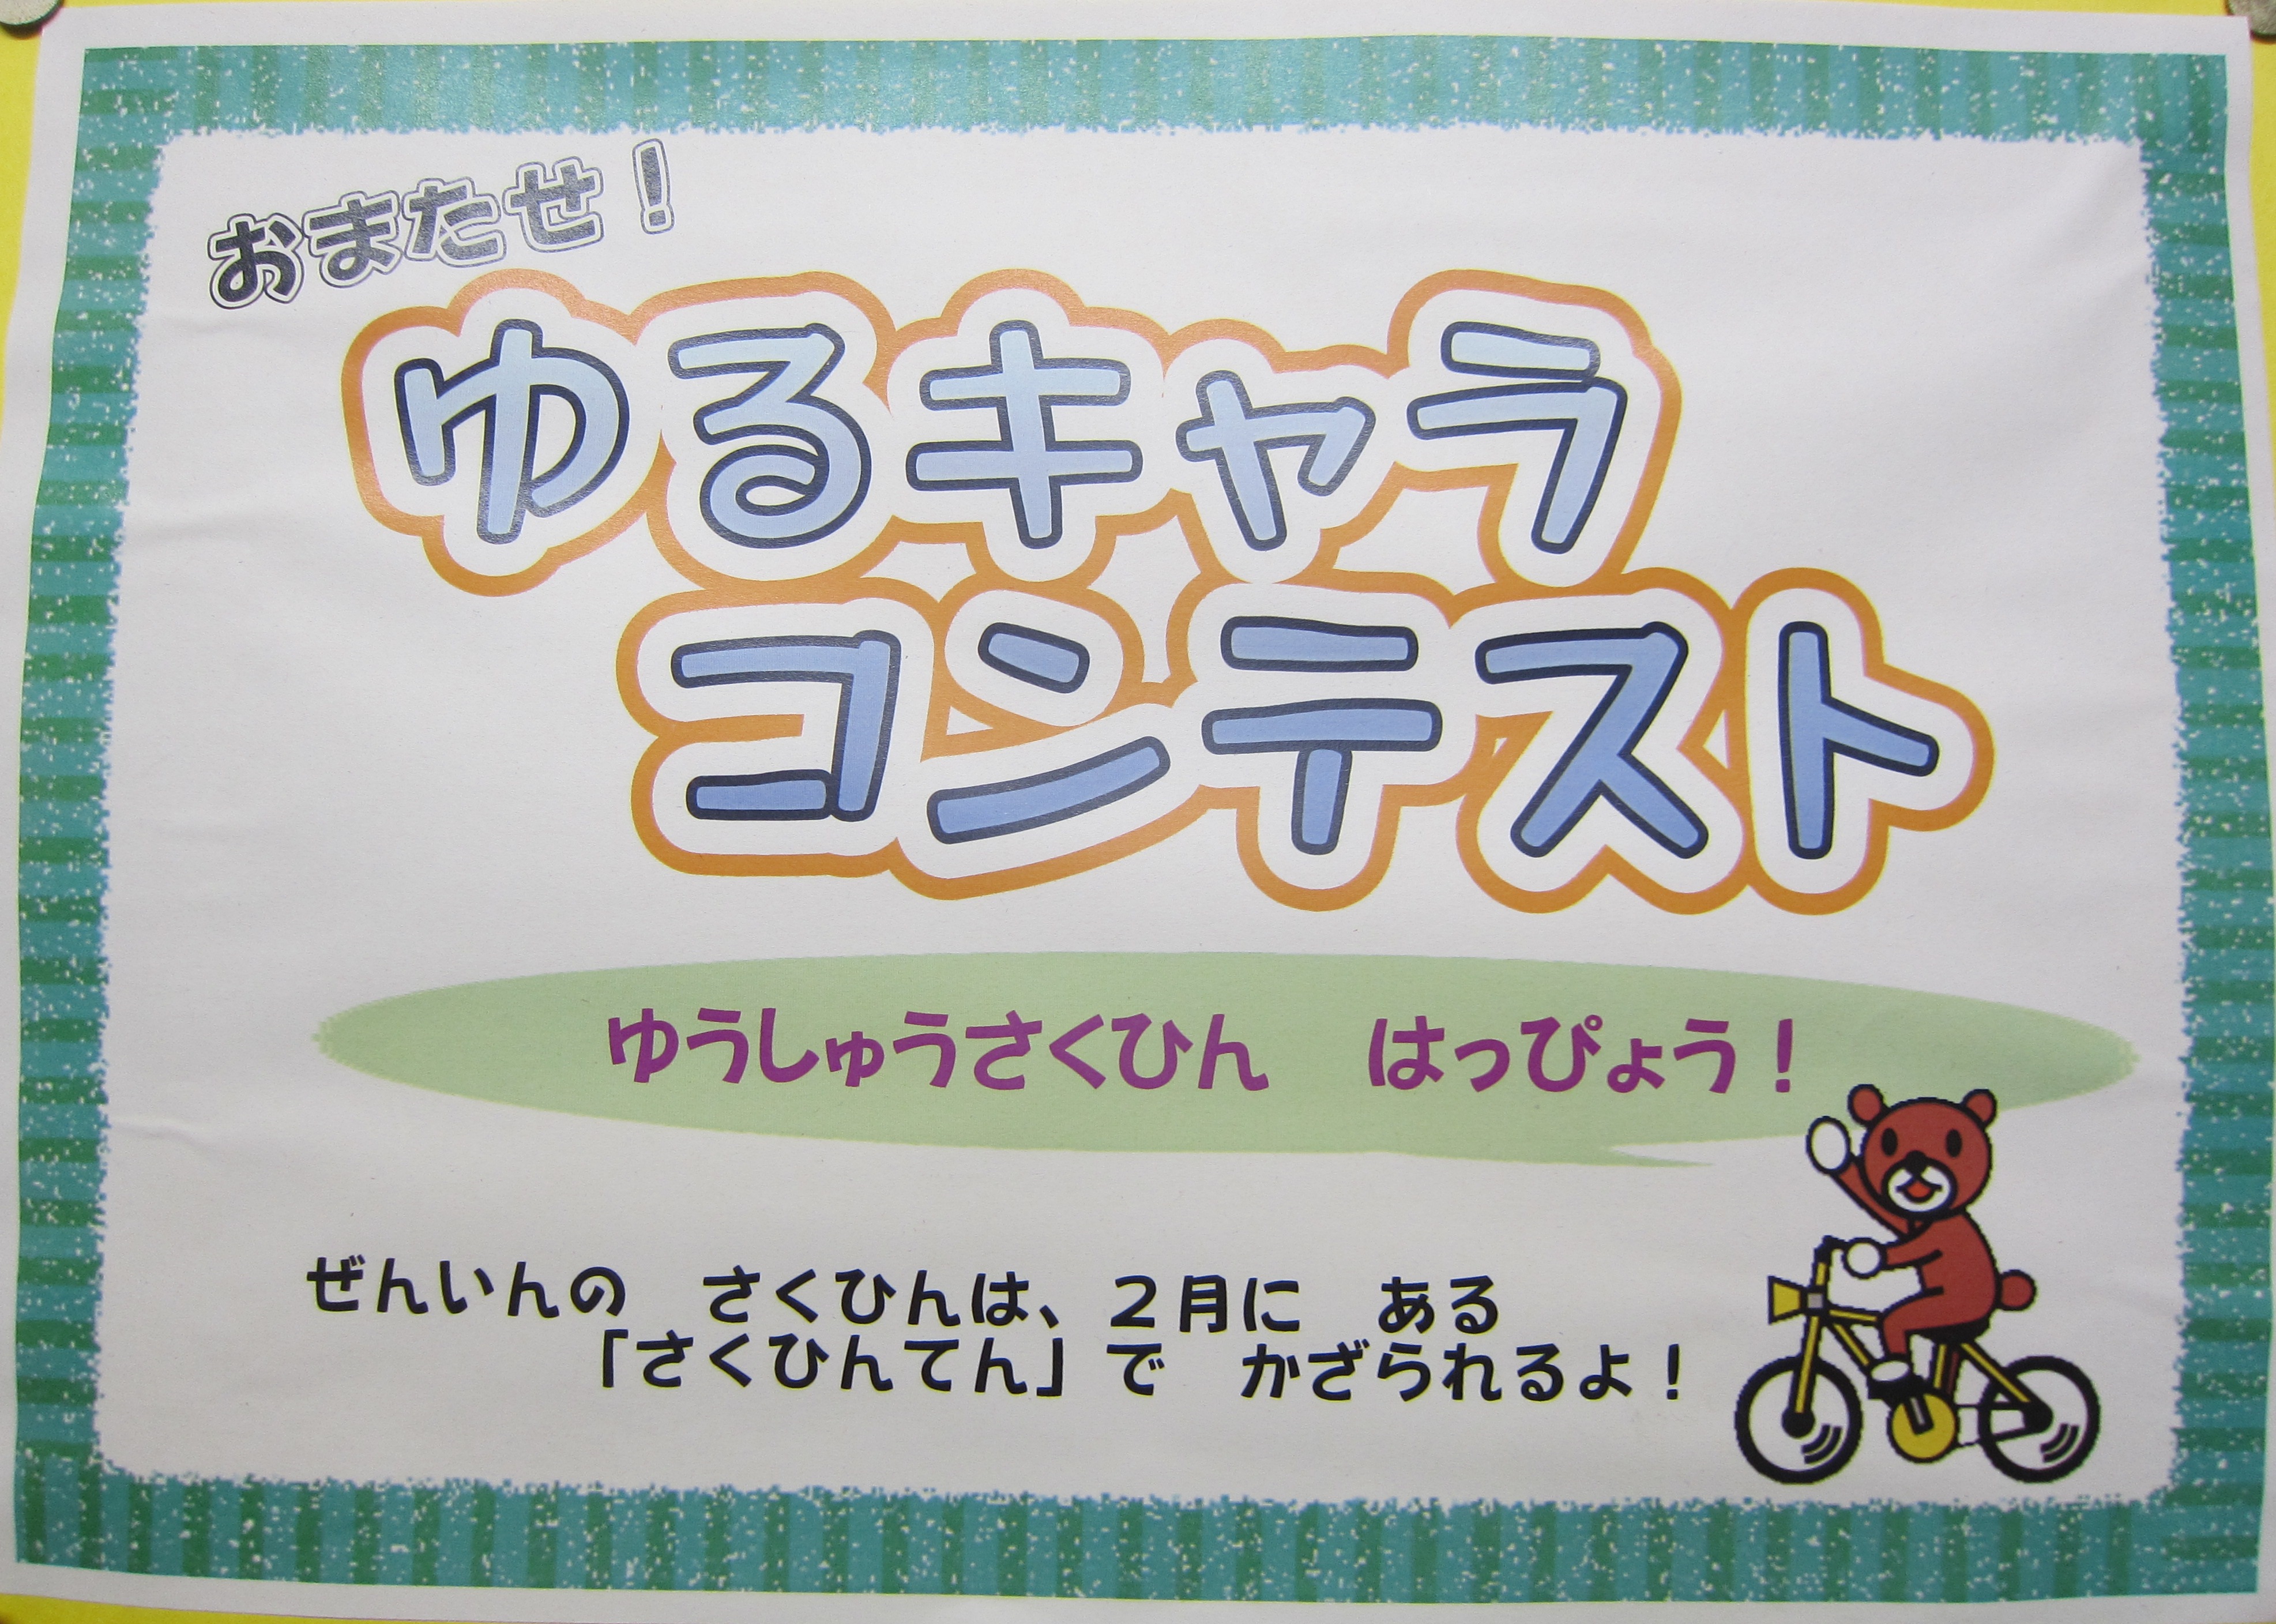 おまたせ！
ゆるキャラ
コンテスト
ゆうしゅうさくひん　はっぴょう！
ぜんいんの　さくひんは、２月に　ある
「さくひんてん」で　かざられるよ！